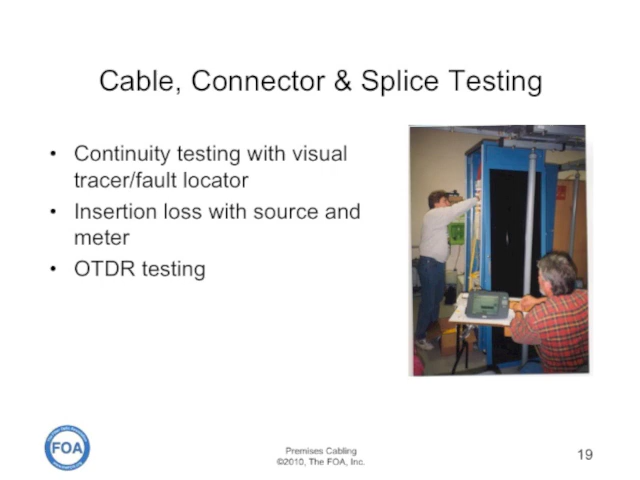 Cable, Connector & Splice Testing
• Continuity testing with visual
tracer/fault locator
• Insertion loss with source and
meter
• OTDR testing
FOA
Premises Cabling
©2010, The FOA, Inc.
19